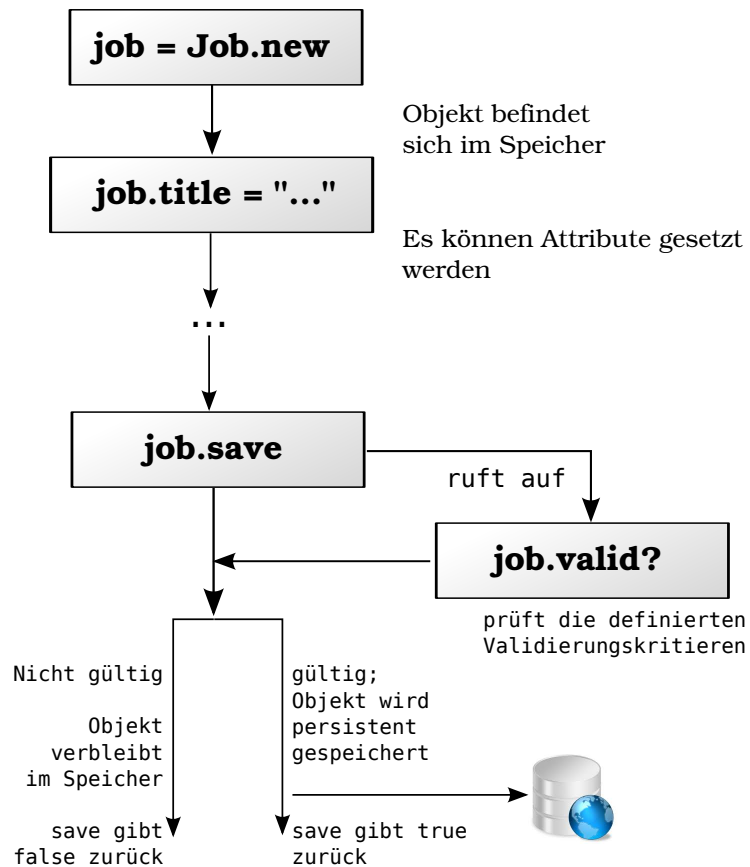 job = Job.new
Objekt befindet
sich im Speicher
job.title = "..."
Es können Attribute gesetzt
werden
...
job.save
ruft auf
job.valid?
prüft die definierten
Validierungskritieren
Nicht gültig
Objekt
verbleibt
im Speicher
save gibt
false zurück
gültig;
Objekt wird
persistent
gespeichert
save gibt true
zurück